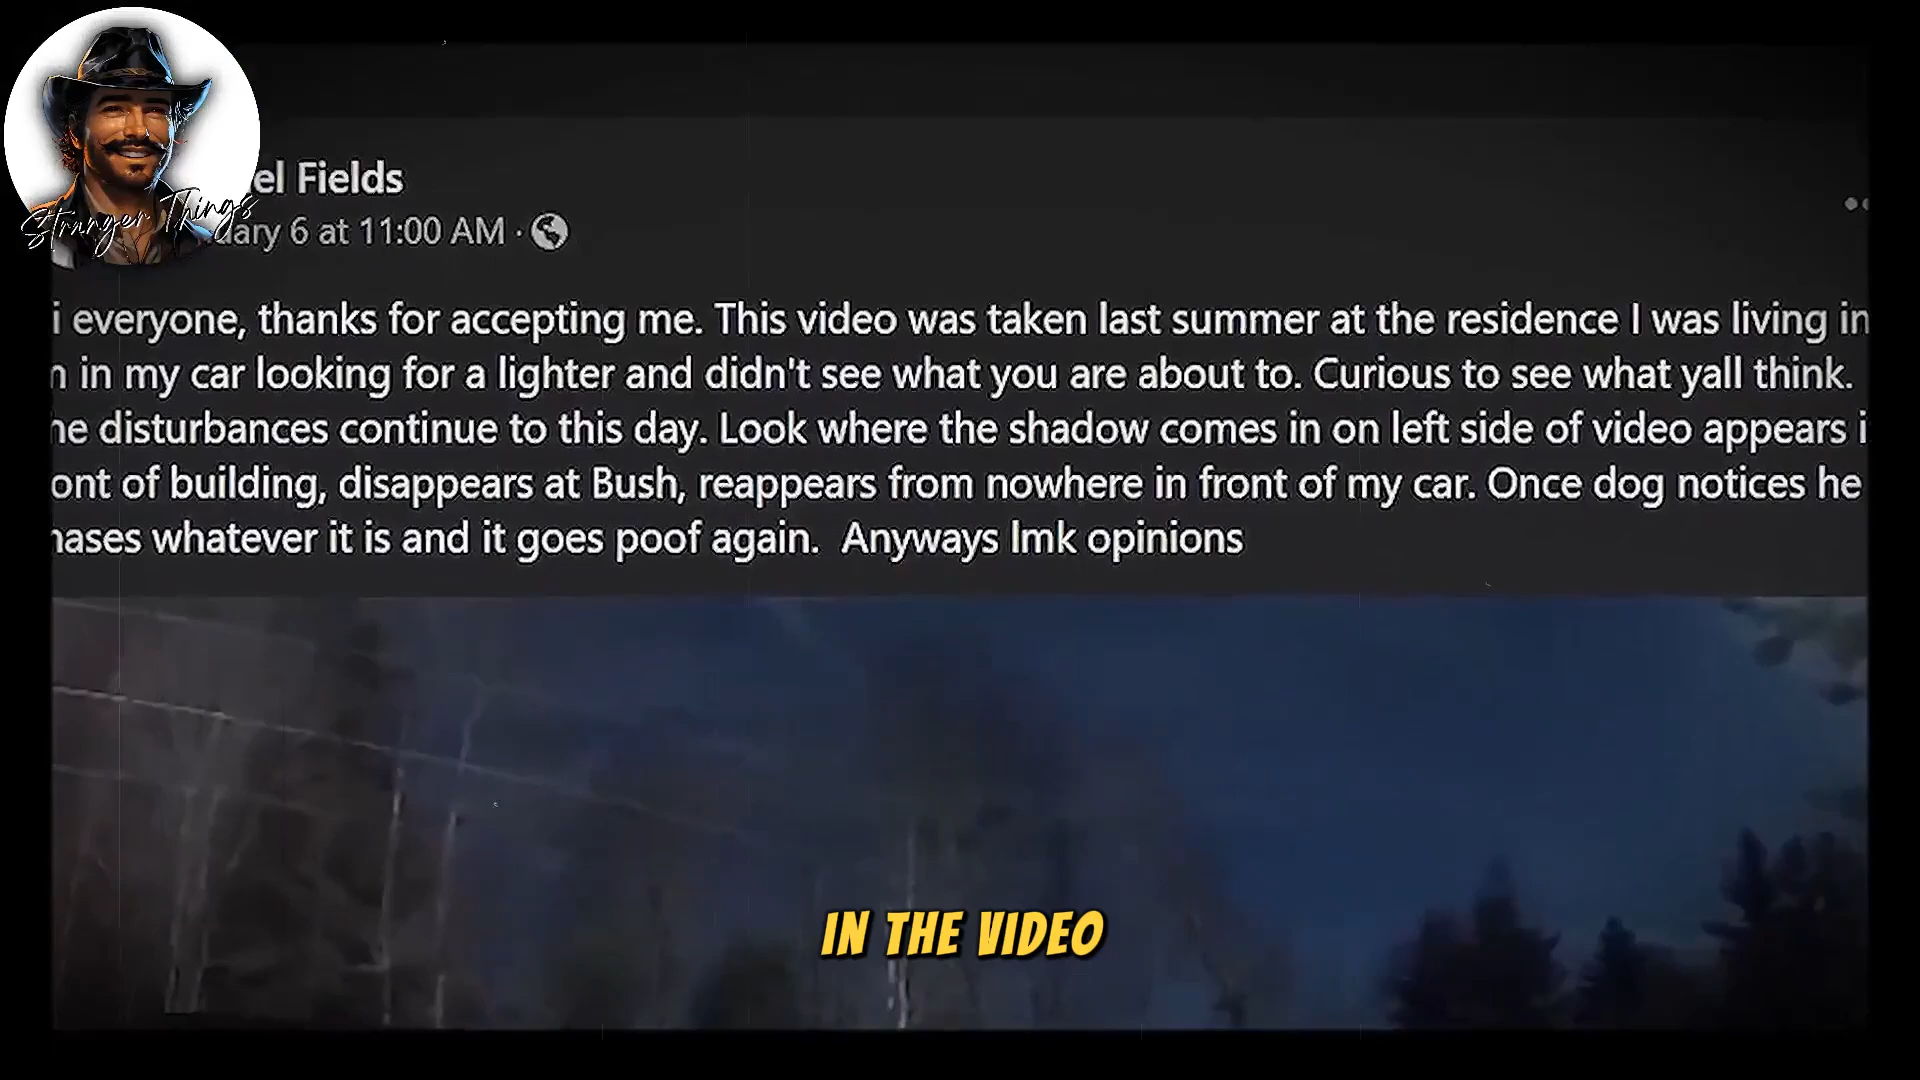 Stranger Things
el Fields
dary 6 at 11:00 AM ·
i everyone, thanks for accepting me. This video was taken last summer at the residence I was living in
in my car looking for a lighter and didn't see what you are about to. Curious to see what yall think.
he disturbances continue to this day. Look where the shadow comes in on left side of video appears i
ont of building, disappears at Bush, reappears from nowhere in front of my car. Once dog notices he
hases whatever it is and it goes poof again. Anyways lmk opinions
IN THE VIDEO